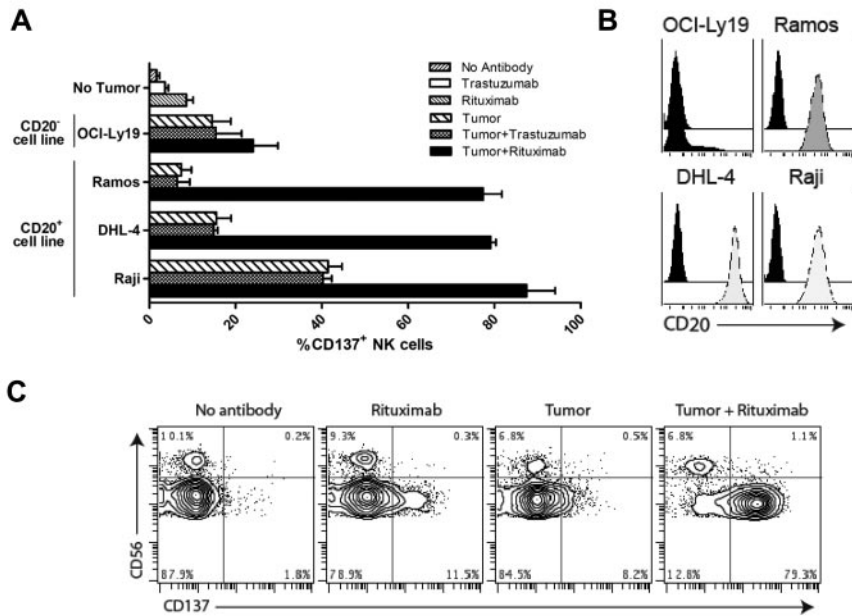 A
No Tumor
CD20- cell line
OCI-Ly19
Ramos
CD20+ cell line
DHL-4
Raji
No Antibody
Trastuzumab
Rituximab
Tumor
Tumor+Trastuzumab
Tumor+Rituximab
0 20 40 60 80 100
%CD137+ NK cells
B
OCI-Ly19 Ramos
DHL-4 Raji
CD20
C
No antibody Rituximab Tumor Tumor + Rituximab
10.1% 0.2% 9.3% 0.3% 6.8% 0.5% 6.8% 1.1%
CD56
87.9% 1.8% 78.9% 11.5% 84.5% 8.2% 12.8% 79.3%
CD137